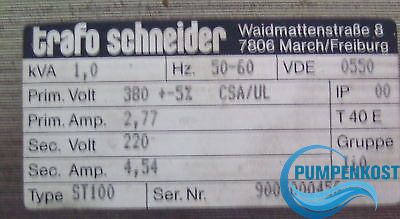 trafo schneider Waidmattenstraße 8
7806 March/Freiburg
kVA 1,0 Hz. 50-60 VDE 0550
Prim. Volt 380 +-5% CSA/UL IP 00
Prim. Amp. 2,77 T 40 E
Sec. Volt 220 Gruppe
Sec. Amp. 4,54
Type ST100 Ser. Nr.
PUMPENKOST